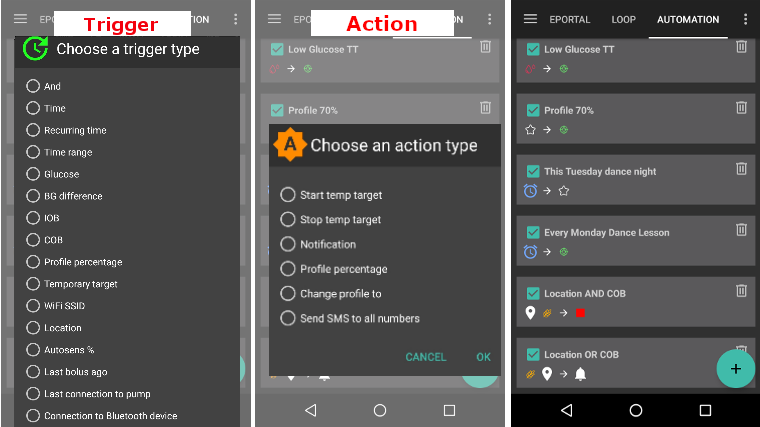 EPO
Trigger
ION
Choose a trigger type
And
Time
Recurring time
Time range
Glucose
BG difference
IOB
COB
Profile percentage
Temporary target
WiFi SSID
Location
Autosens %
Last bolus ago
Last connection to pump
Connection to Bluetooth device
EPO
Action
ON
Low Glucose TT
Profile 70%
A
Choose an action type
Start temp target
Stop temp target
Notification
Profile percentage
Change profile to
Send SMS to all numbers
CANCEL OK
EPORTAL LOOP AUTOMATION
Low Glucose TT
Profile 70%
This Tuesday dance night
Every Monday Dance Lesson
Location AND COB
Location OR COB